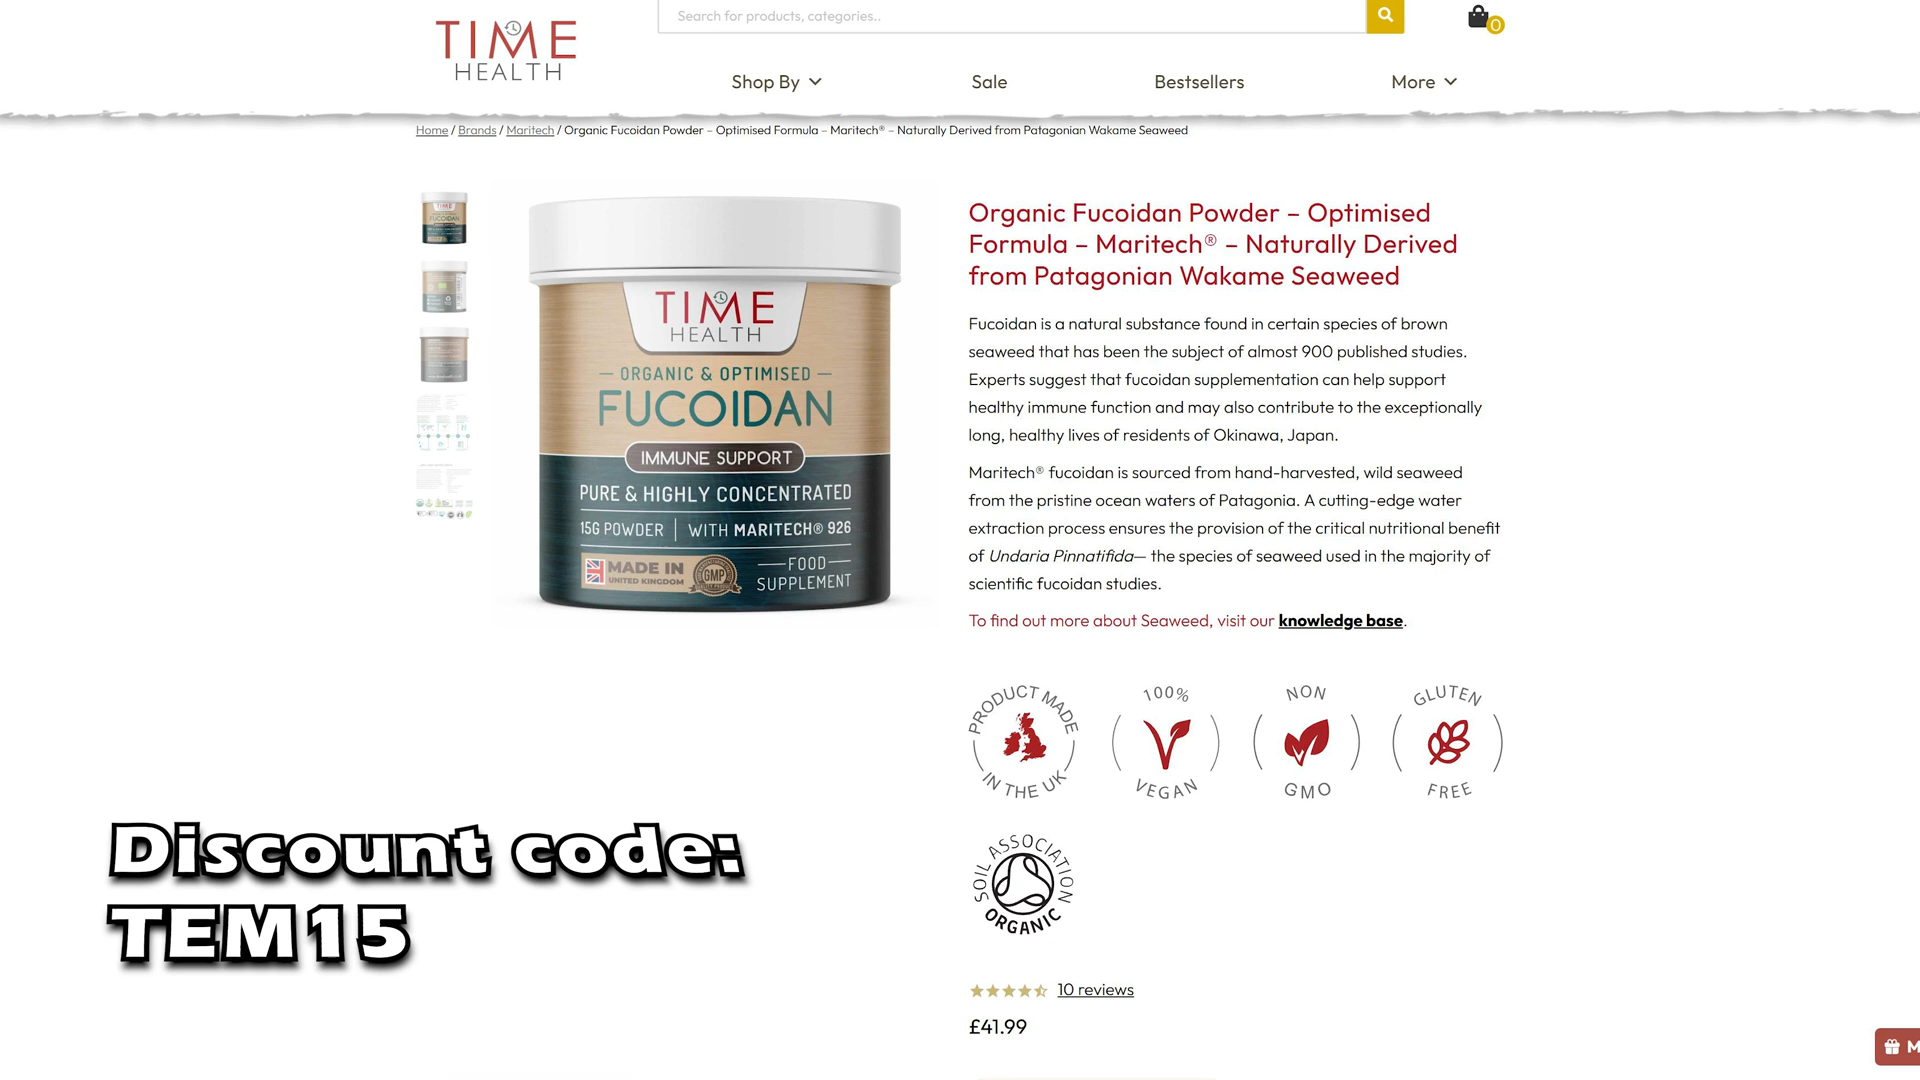 TIME
HEALTH
Search for products, categories..
0
Shop By
Sale
Bestsellers
More
Home / Brands / Maritech / Organic Fucoidan Powder – Optimised Formula – Maritech® – Naturally Derived from Patagonian Wakame Seaweed
TIME
HEALTH
ORGANIC & OPTIMISED
FUCOIDAN
IMMUNE SUPPORT
PURE & HIGHLY CONCENTRATED
15G POWDER | WITH MARITECH® 926
MADE IN
UNITED KINGDOM
GMP
FOOD
SUPPLEMENT
Organic Fucoidan Powder – Optimised
Formula – Maritech® – Naturally Derived
from Patagonian Wakame Seaweed
Fucoidan is a natural substance found in certain species of brown
seaweed that has been the subject of almost 900 published studies.
Experts suggest that fucoidan supplementation can help support
healthy immune function and may also contribute to the exceptionally
long, healthy lives of residents of Okinawa, Japan.
Maritech® fucoidan is sourced from hand-harvested, wild seaweed
from the pristine ocean waters of Patagonia. A cutting-edge water
extraction process ensures the provision of the critical nutritional benefit
of Undaria Pinnatifida— the species of seaweed used in the majority of
scientific fucoidan studies.
To find out more about Seaweed, visit our knowledge base.
PRODUCT MADE
IN THE UK
100%
VEGAN
NON
GMO
GLUTEN
FREE
SOIL ASSOCIATION
ORGANIC
Discount code:
TEM15
10 reviews
£41.99